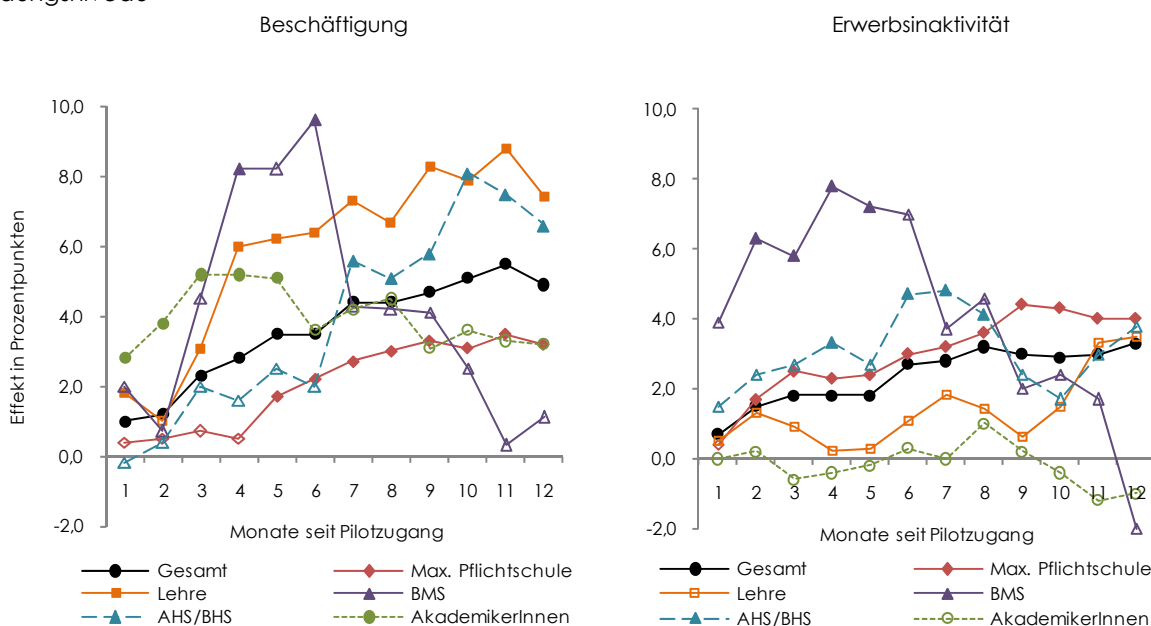 Beschäftigung
Erwerbsinaktivität
Effekt in Prozentpunkten
10,0
8,0
6,0
4,0
2,0
0,0
-2,0
1 2 3 4 5 6 7 8 9 10 11 12
Monate seit Pilotzugang
Gesamt
Max. Pflichtschule
Lehre
BMS
AHS/BHS
AkademikerInnen
10,0
8,0
6,0
4,0
2,0
0,0
-2,0
1 2 3 4 5 6 7 8 9 10 11 12
Monate seit Pilotzugang
Gesamt
Max. Pflichtschule
Lehre
BMS
AHS/BHS
AkademikerInnen